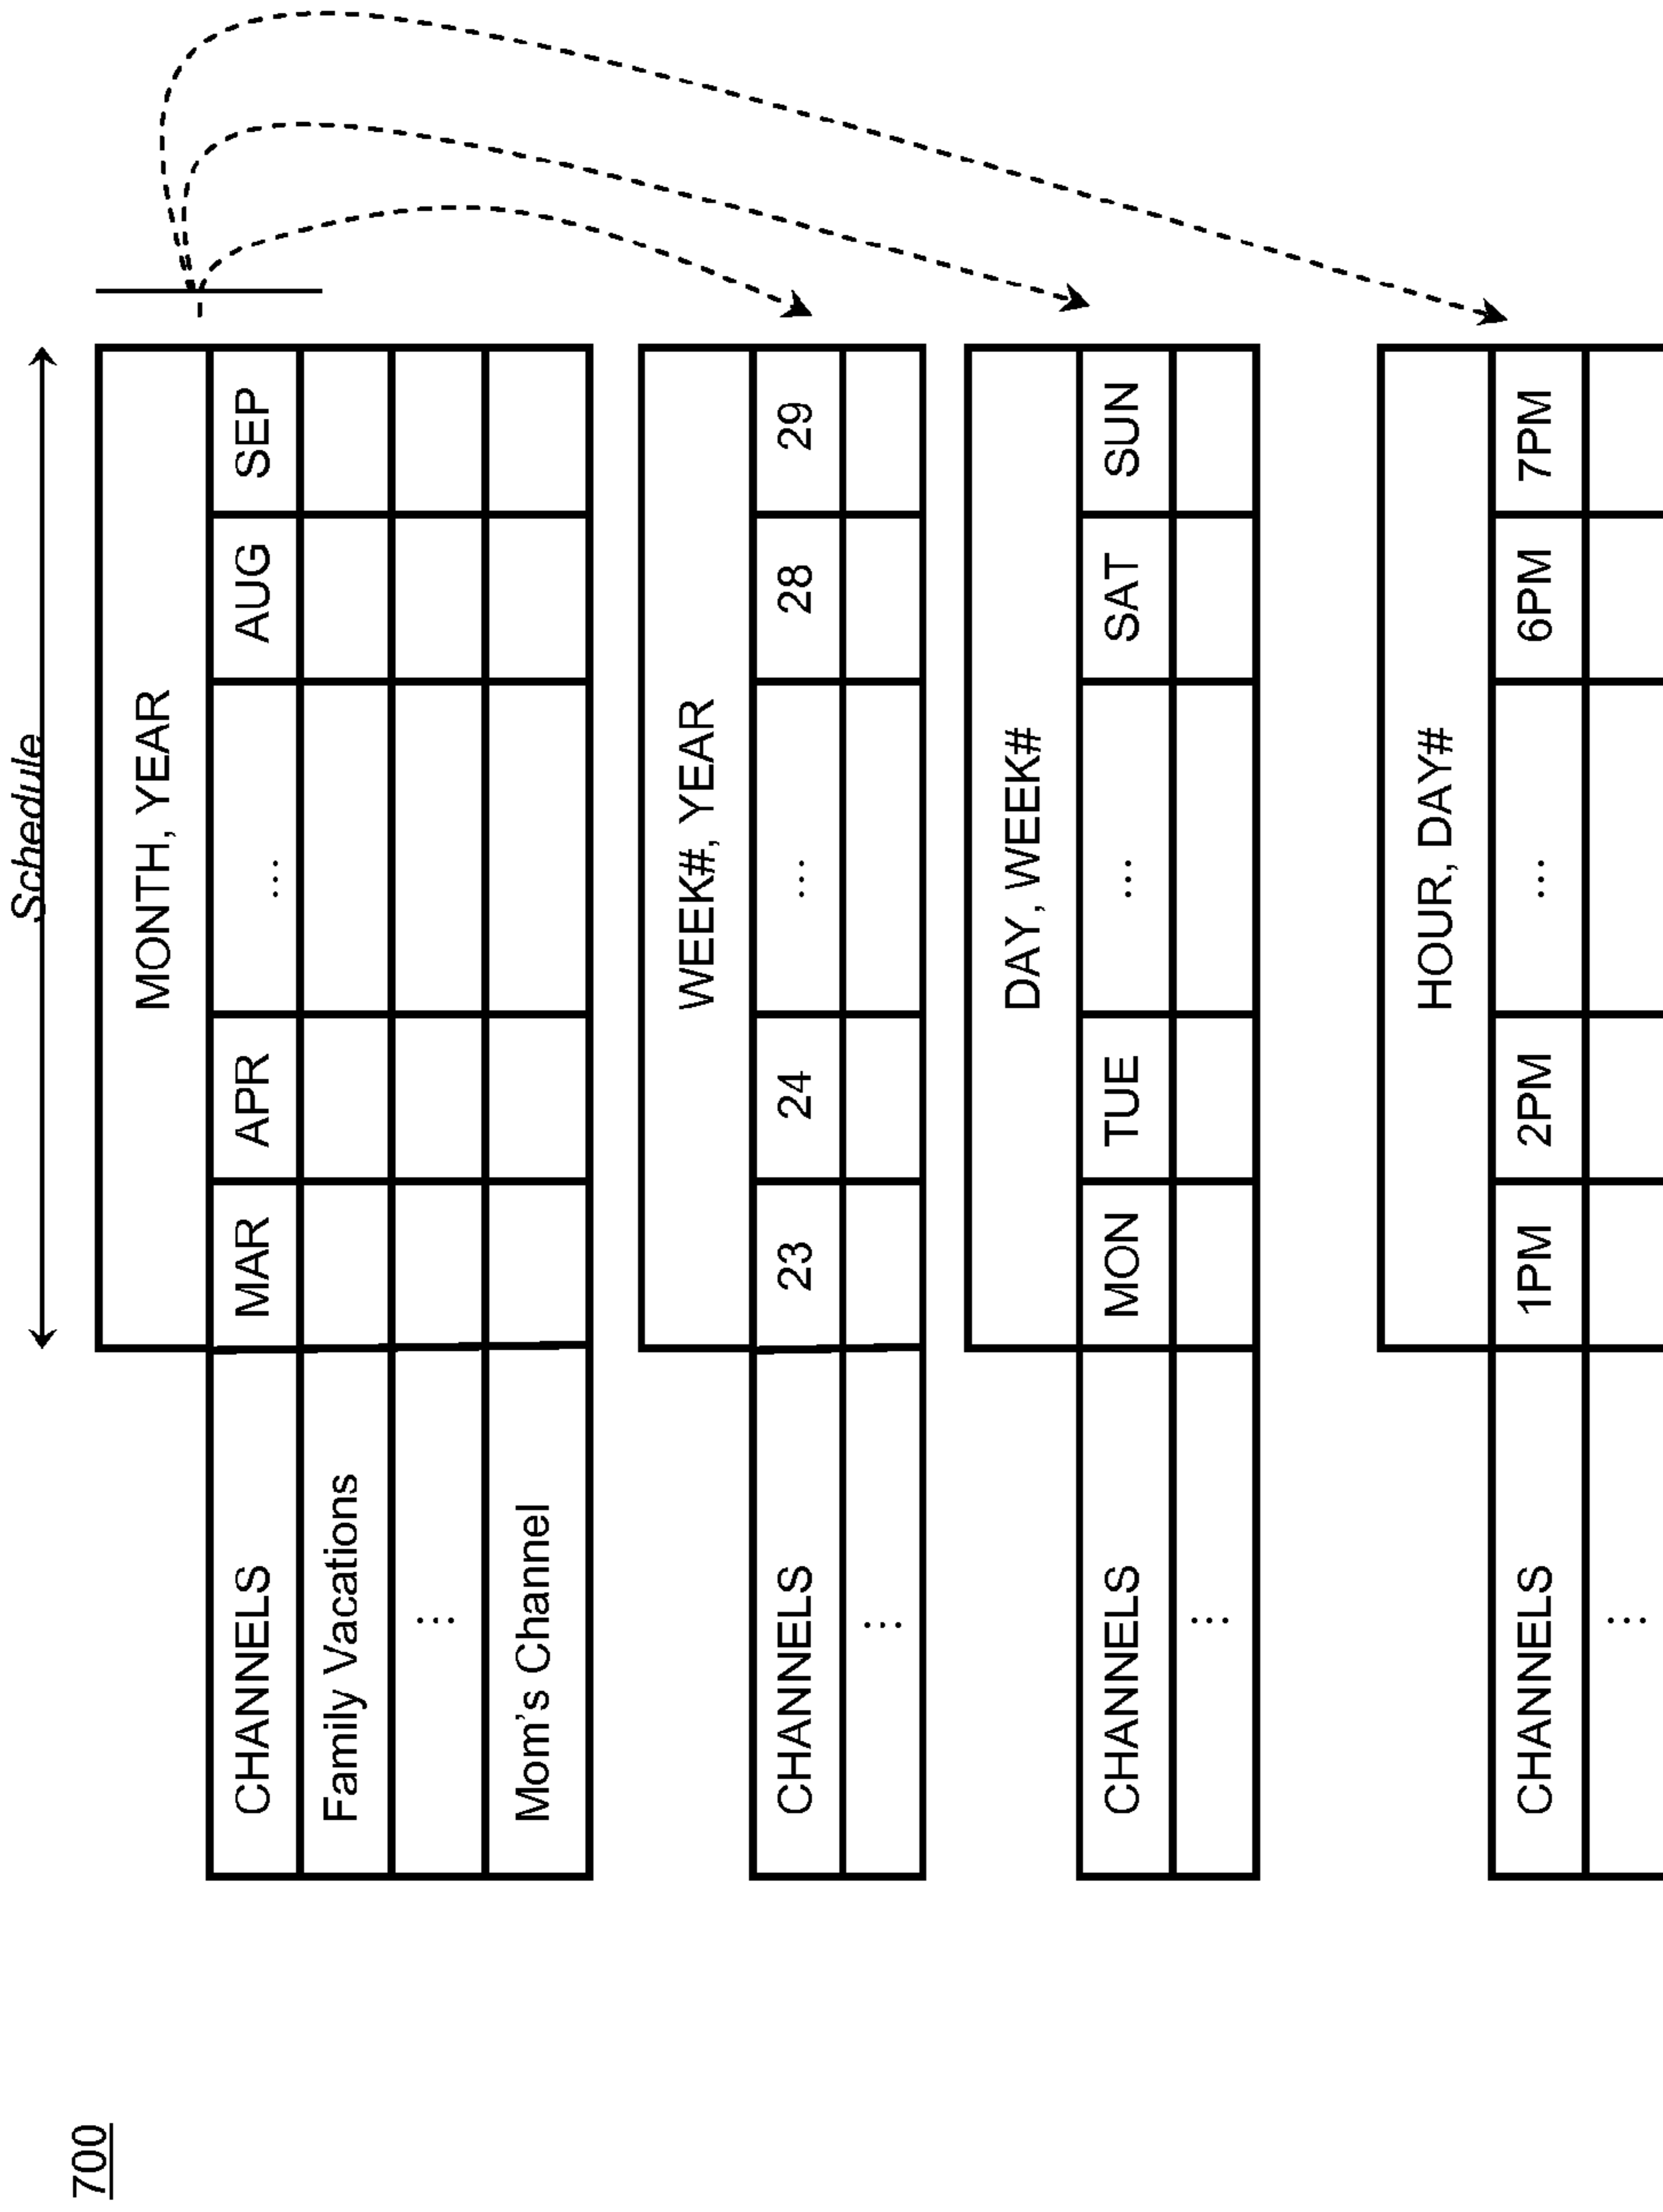 700
Schedule
MONTH, YEAR
CHANNELS MAR APR ... AUG SEP
Family Vacations
...
Mom's Channel
WEEK#, YEAR
CHANNELS 23 24 ... 28 29
...
DAY, WEEK#
CHANNELS MON TUE ... SAT SUN
...
HOUR, DAY#
CHANNELS 1PM 2PM ... 6PM 7PM
...